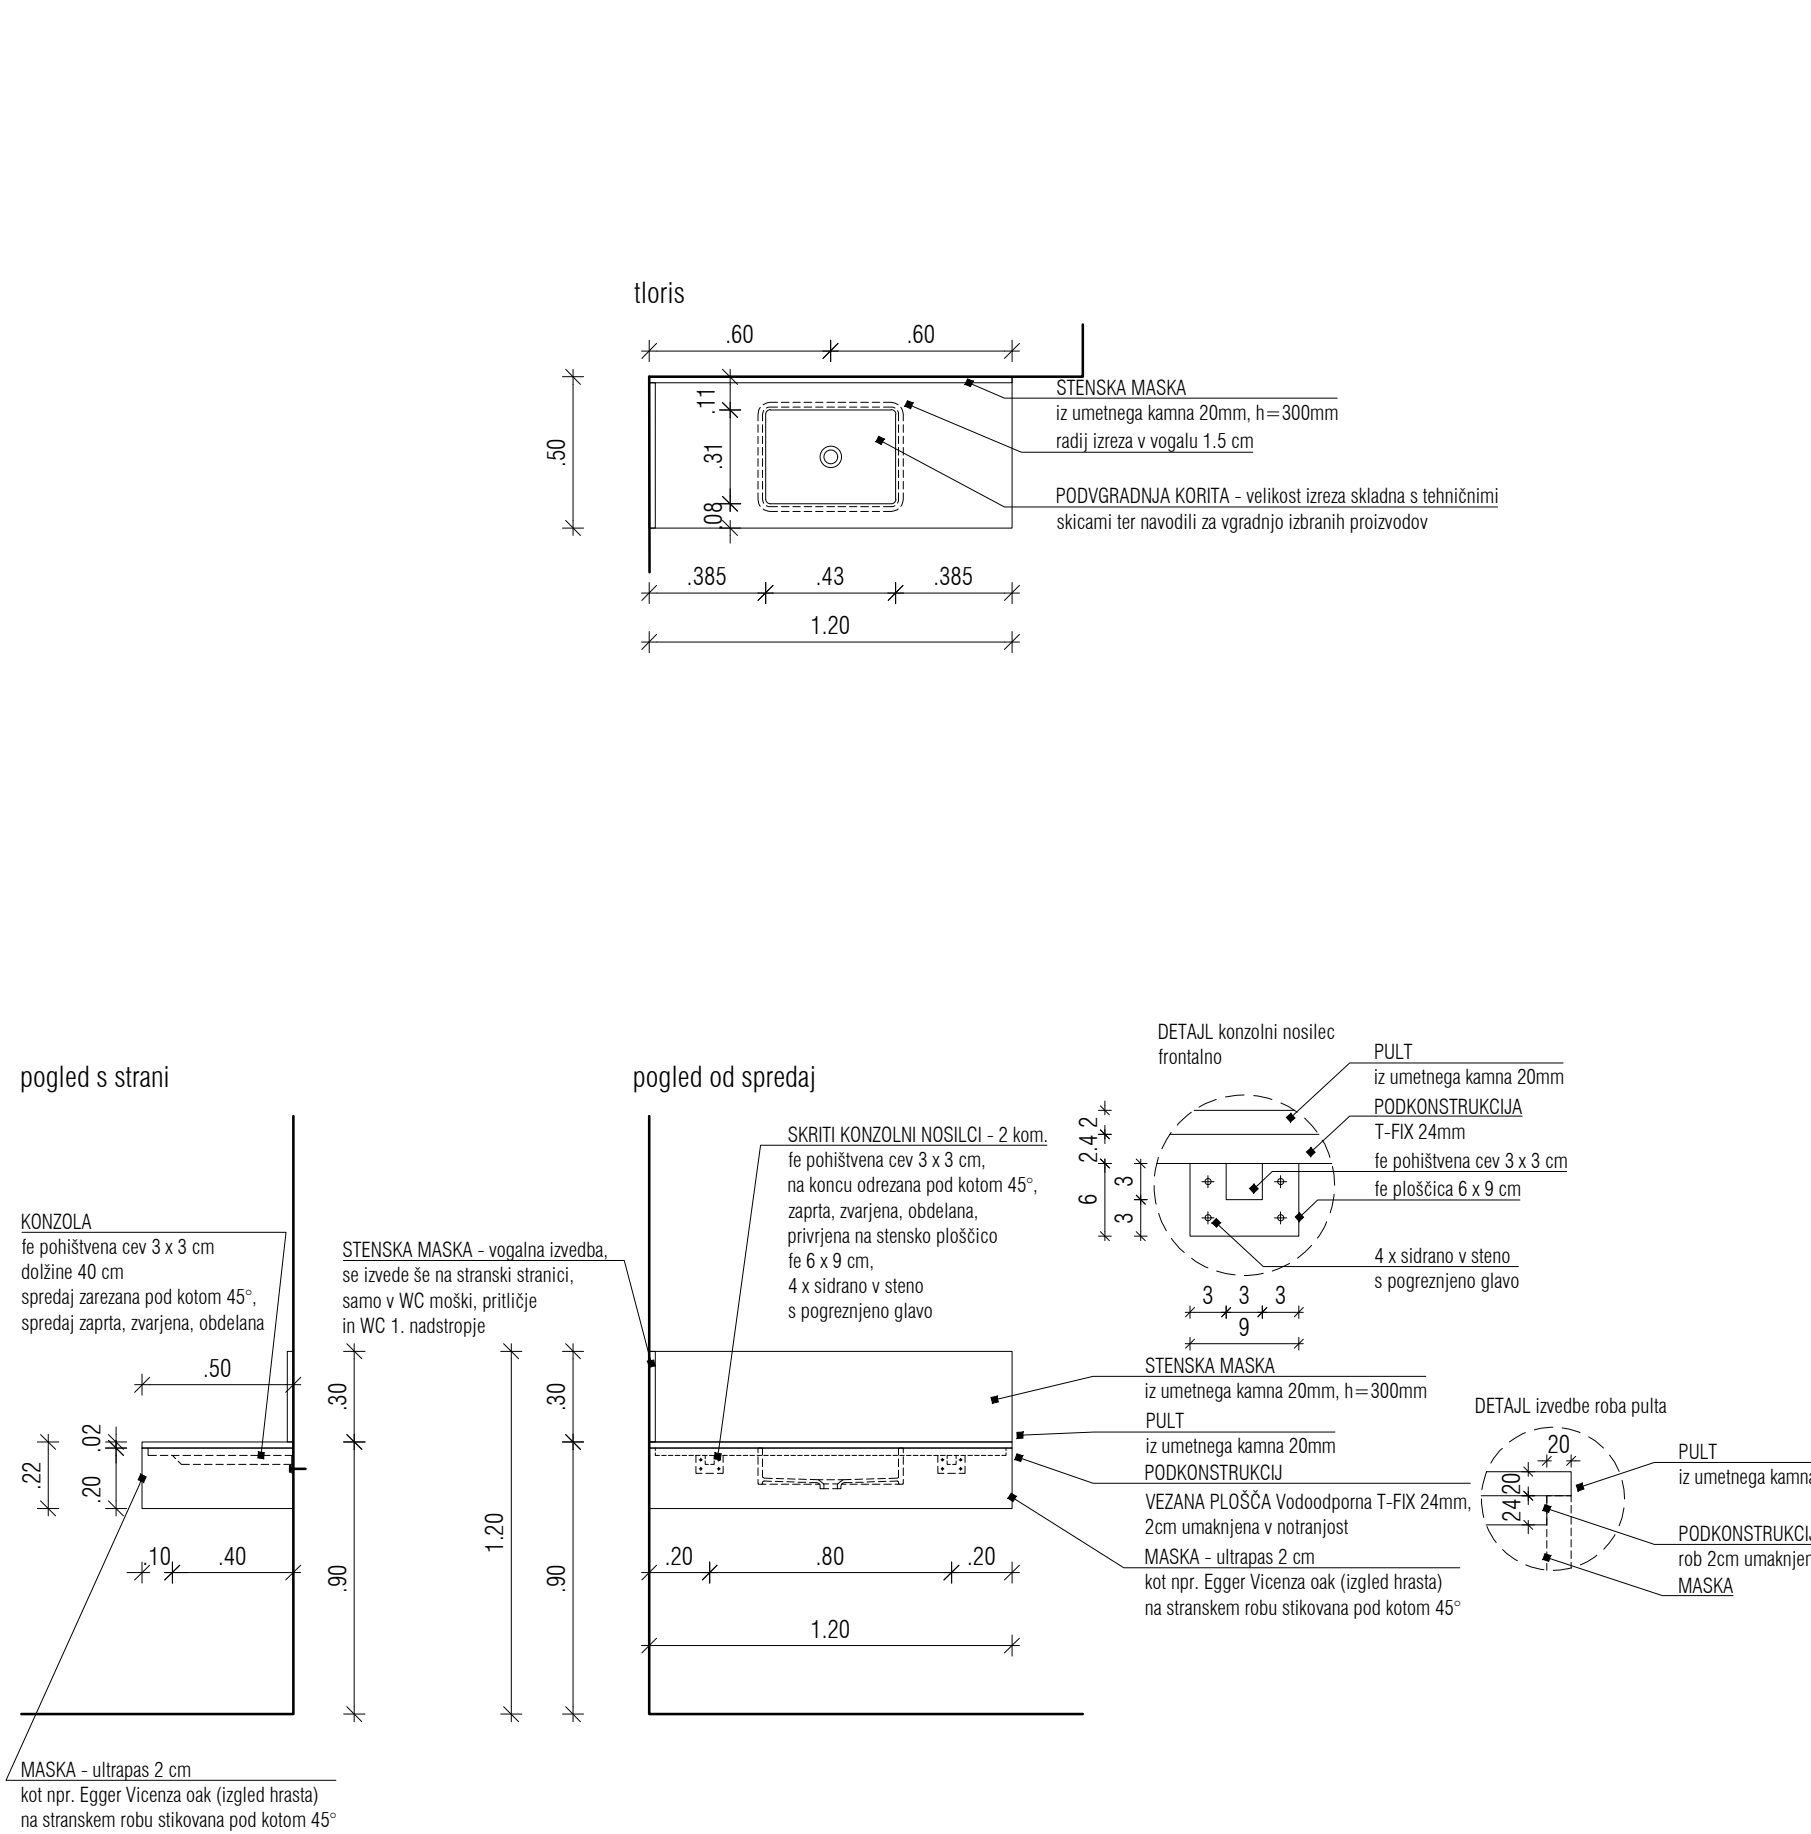 tloris
.60
.60
.50
.11
.31
.08
STENSKA MASKA
iz umetnega kamna 20mm, h=300mm
radij izreza v vogalu 1.5 cm
PODVGRADNJA KORITA - velikost izreza skladna s tehničnimi
skicami ter navodili za vgradnjo izbranih proizvodov
.385
.43
.385
1.20
pogled s strani
KONZOLA
fe pohištvena cev 3 x 3 cm
dolžine 40 cm
spredaj zarezana pod kotom 45°,
spredaj zaprta, zvarjena, obdelana
.50
.02
.22
.20
.10
.40
.30
.90
MASKA - ultrapas 2 cm
kot npr. Egger Vicenza oak (izgled hrasta)
na stranskem robu stikovana pod kotom 45°
pogled od spredaj
STENSKA MASKA - vogalna izvedba,
se izvede še na stranski stranici,
samo v WC moški, pritličje
in WC 1. nadstropje
SKRITI KONZOLNI NOSILCI - 2 kom.
fe pohištvena cev 3 x 3 cm,
na koncu odrezana pod kotom 45°,
zaprta, zvarjena, obdelana,
privrjena na stensko ploščico
fe 6 x 9 cm,
4 x sidrano v steno
s pogreznjeno glavo
1.20
.30
.90
.20
.80
.20
1.20
STENSKA MASKA
iz umetnega kamna 20mm, h=300mm
PULT
iz umetnega kamna 20mm
PODKONSTRUKCIJ
VEZANA PLOŠČA Vodoodporna T-FIX 24mm,
2cm umaknjena v notranjost
MASKA - ultrapas 2 cm
kot npr. Egger Vicenza oak (izgled hrasta)
na stranskem robu stikovana pod kotom 45°
DETAJL konzolni nosilec
frontalno
2
2.4
6
3
3
PULT
iz umetnega kamna 20mm
PODKONSTRUKCIJA
T-FIX 24mm
fe pohištvena cev 3 x 3 cm
fe ploščica 6 x 9 cm
4 x sidrano v steno
s pogreznjeno glavo
3
3
3
9
DETAJL izvedbe roba pulta
20
20
24
PULT
iz umetnega kamna
PODKONSTRUKCIJ
rob 2cm umaknjen
MASKA